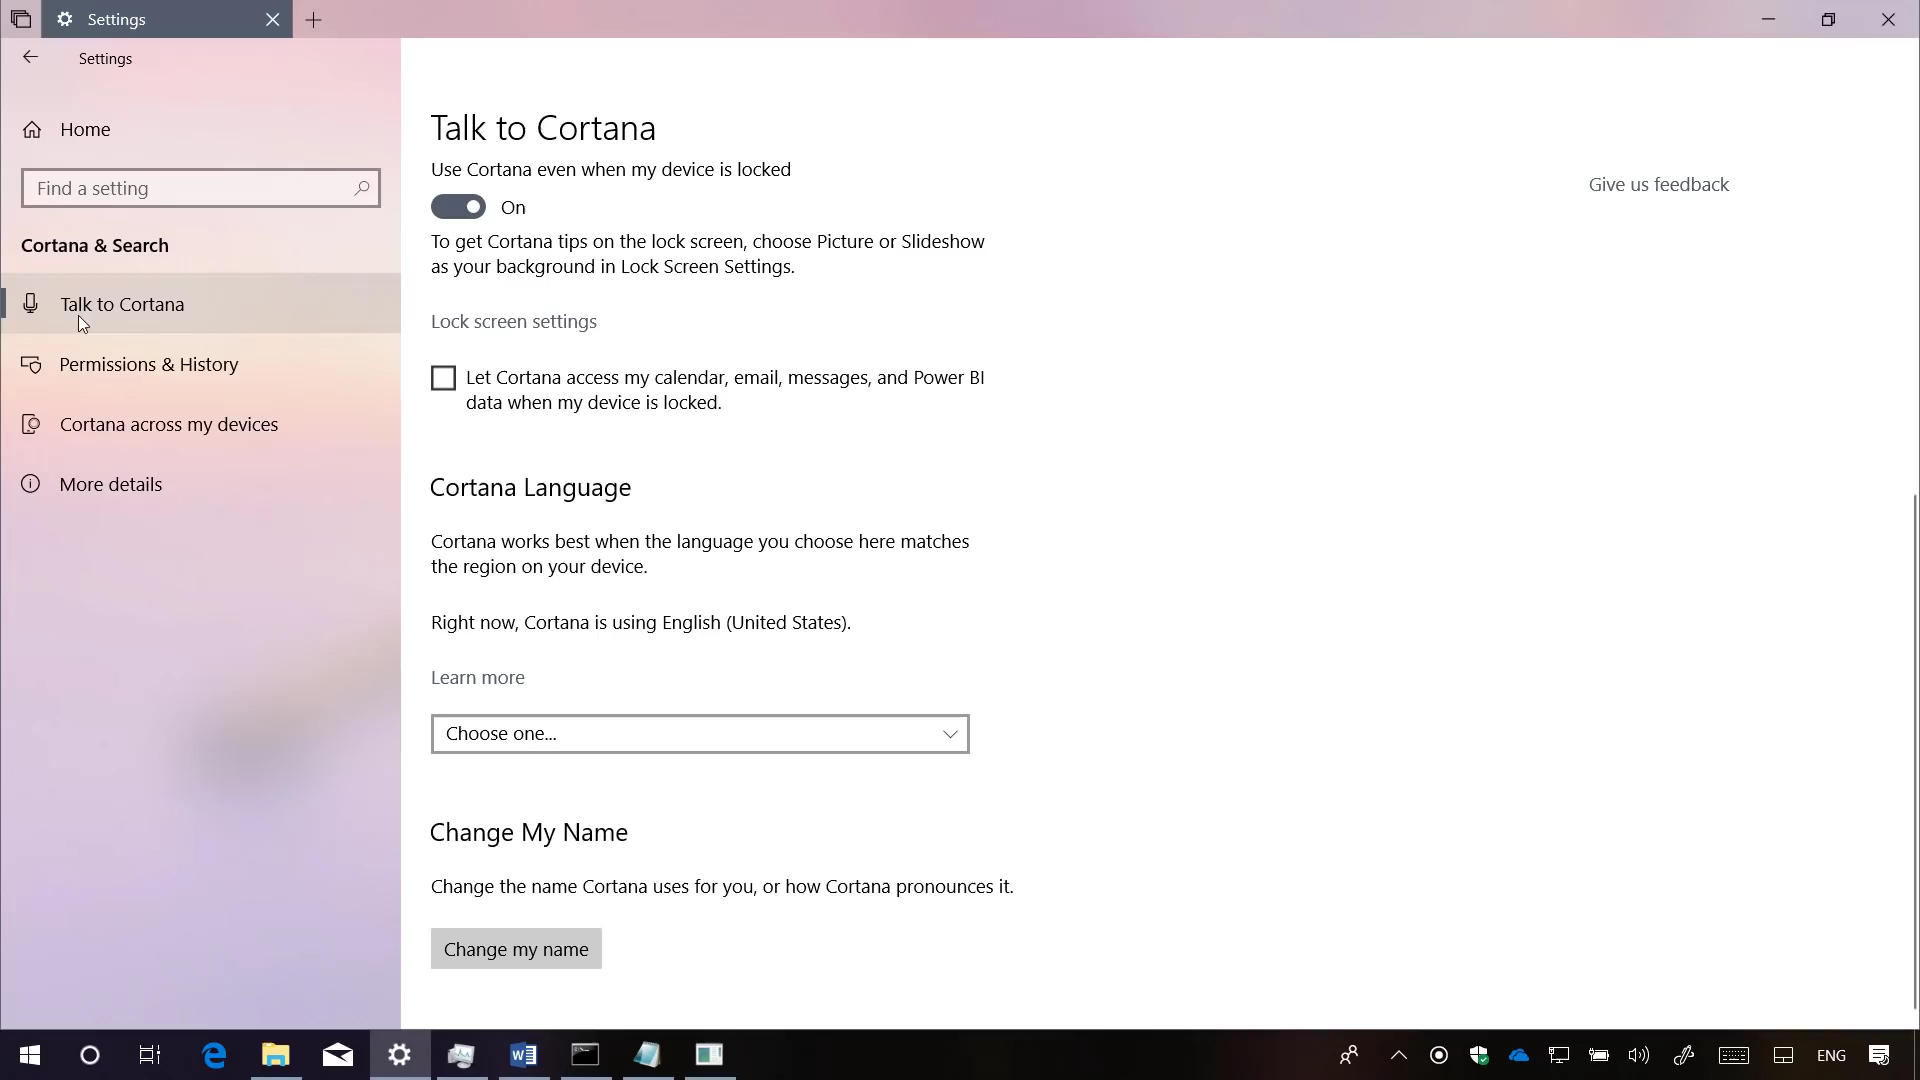 Settings
Settings
Home
Find a setting
Cortana & Search
Talk to Cortana
Permissions & History
Cortana across my devices
More details
Talk to Cortana
Use Cortana even when my device is locked
On
To get Cortana tips on the lock screen, choose Picture or Slideshow
as your background in Lock Screen Settings.
Lock screen settings
Let Cortana access my calendar, email, messages, and Power BI
data when my device is locked.
Cortana Language
Cortana works best when the language you choose here matches
the region on your device.
Right now, Cortana is using English (United States).
Learn more
Choose one...
Change My Name
Change the name Cortana uses for you, or how Cortana pronounces it.
Change my name
Give us feedback
ENG